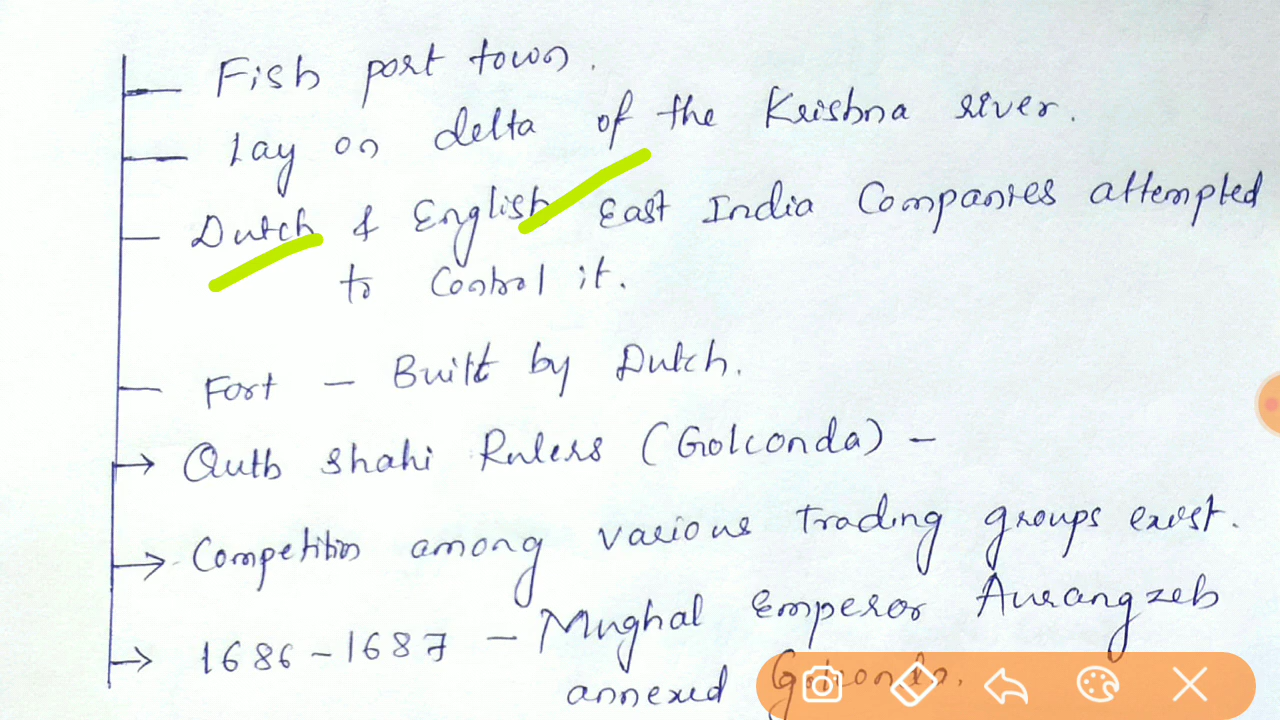 Fish port town.
Lay on delta of the Krishna river.
Dutch & English East India Companies attempted
to Control it.
Fort — Built by Dutch.
Qutb Shahi Rulers (Golconda) —
Competition among various trading groups exist.
1686-1687 — Mughal Emperor Aurangzeb
annexed Golconda.